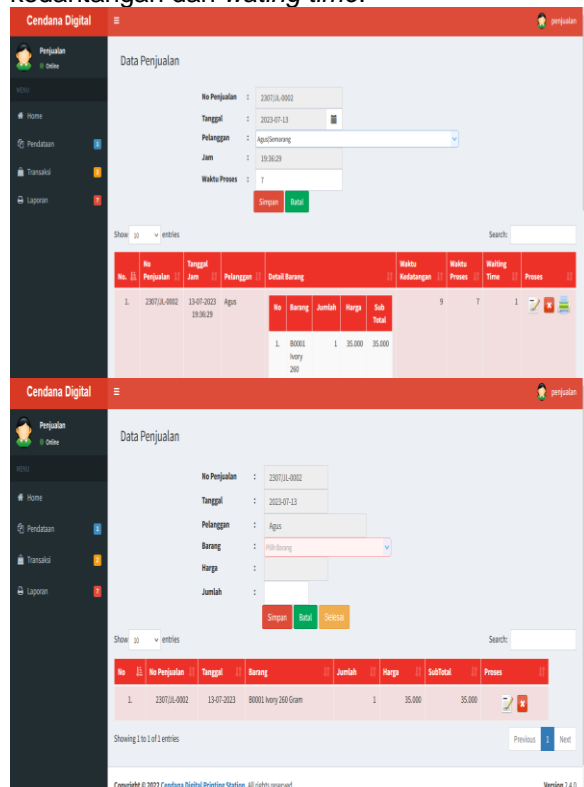 kedatangan dan wating time.
Cendana Digital
penjualan
Penjualan
Online
MENU
Home
Pendataan
Transaksi
Laporan 7
Data Penjualan
No Penjualan : 2307/JL-0002
Tanggal : 2023-07-13
Pelanggan : Agus|Semarang
Jam : 19:36:29
Waktu Proses : 7
Simpan Batal
Show 10 entries Search:
No. No Penjualan Tanggal Jam Pelanggan Detail Barang Waktu Kedatangan Waktu Proses Waiting Time Proses
1. 2307/JL-0002 13-07-2023 19:36:29 Agus 9 7 1
No Barang Jumlah Harga Sub Total
1. B0001 Ivory 260 1 35.000 35.000
Cendana Digital
penjualan
Penjualan
Online
MENU
Home
Pendataan
Transaksi
Laporan 7
Data Penjualan
No Penjualan : 2307/JL-0002
Tanggal : 2023-07-13
Pelanggan : Agus
Barang : Pilih Barang
Harga :
Jumlah :
Simpan Batal Selesai
Show 10 entries Search:
No No Penjualan Tanggal Barang Jumlah Harga SubTotal Proses
1. 2307/JL-0002 13-07-2023 B0001 Ivory 260 Gram 1 35.000 35.000
Showing 1 to 1 of 1 entries
Previous 1 Next
Copyright © 2022 Cendana Digital Printing Station. All rights reserved. Version 2.4.0